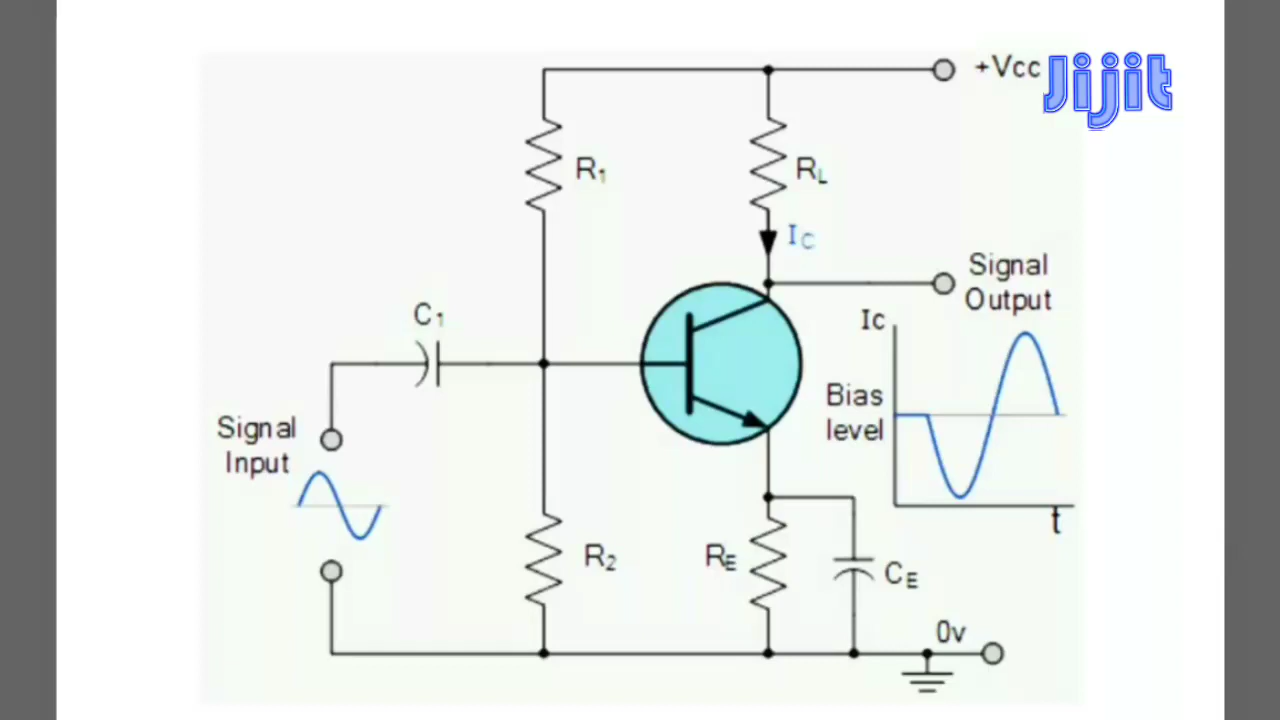 +Vcc
Jijit
R1
RL
Ic
Signal
Output
C1
Ic
Bias
level
Signal
Input
t
R2
RE
CE
0v